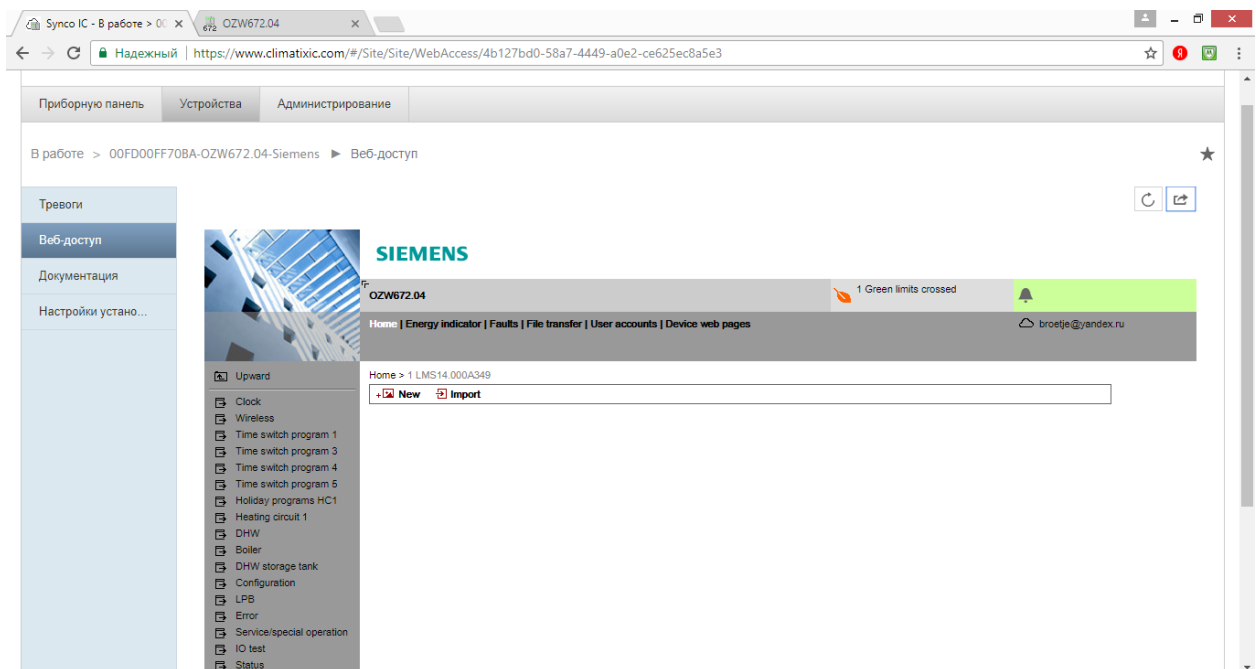 Synco IC - В работе > 0
672 OZW672.04
Надежный https://www.climatixic.com/#/Site/Site/WebAccess/4b127bd0-58a7-4449-a0e2-ce625ec8a5e3
Приборную панель Устройства Администрирование
В работе > 00FD00FF70BA-OZW672.04-Siemens ► Веб-доступ
Тревоги
Веб-доступ
Документация
Настройки устано...
SIEMENS
OZW672.04
1 Green limits crossed
Home | Energy indicator | Faults | File transfer | User accounts | Device web pages
broetje@yandex.ru
Home > 1 LMS14.000A349
New Import
Upward
Clock
Wireless
Time switch program 1
Time switch program 3
Time switch program 4
Time switch program 5
Holiday programs HC1
Heating circuit 1
DHW
Boiler
DHW storage tank
Configuration
LPB
Error
Service/special operation
IO test
Status